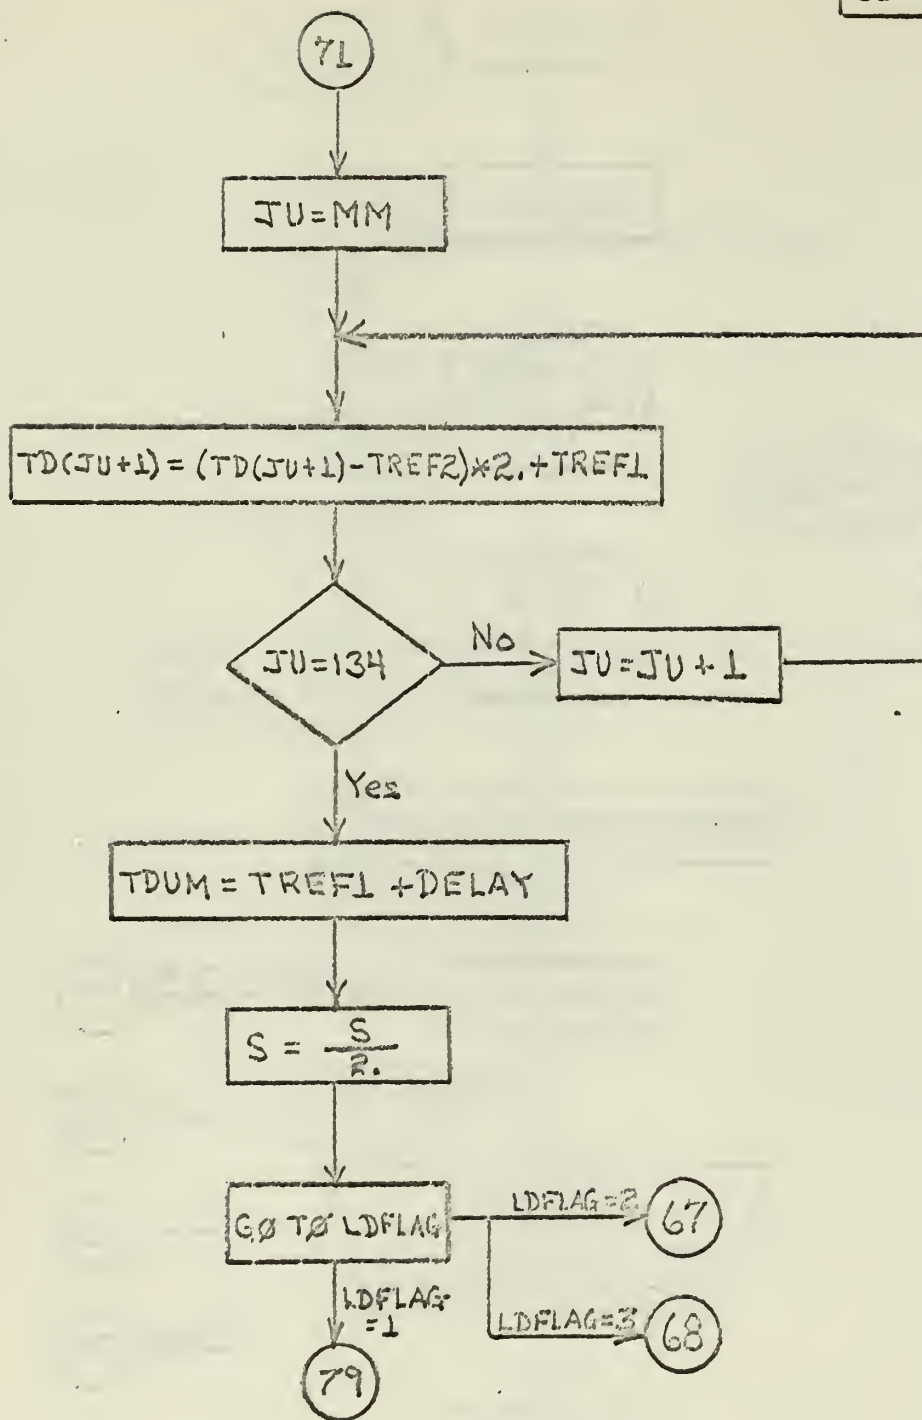 71
JU=MM
TD(JU+1)=(TD(JU+1)-TREF2)*2.+TREF1
JU=134
No
JU=JU+1
Yes
TDUM=TREF1+DELAY
S = S
2.
GØ TØ LDFLAG
LDFLAG=2
67
LDFLAG=3
68
LDFLAG
=1
79